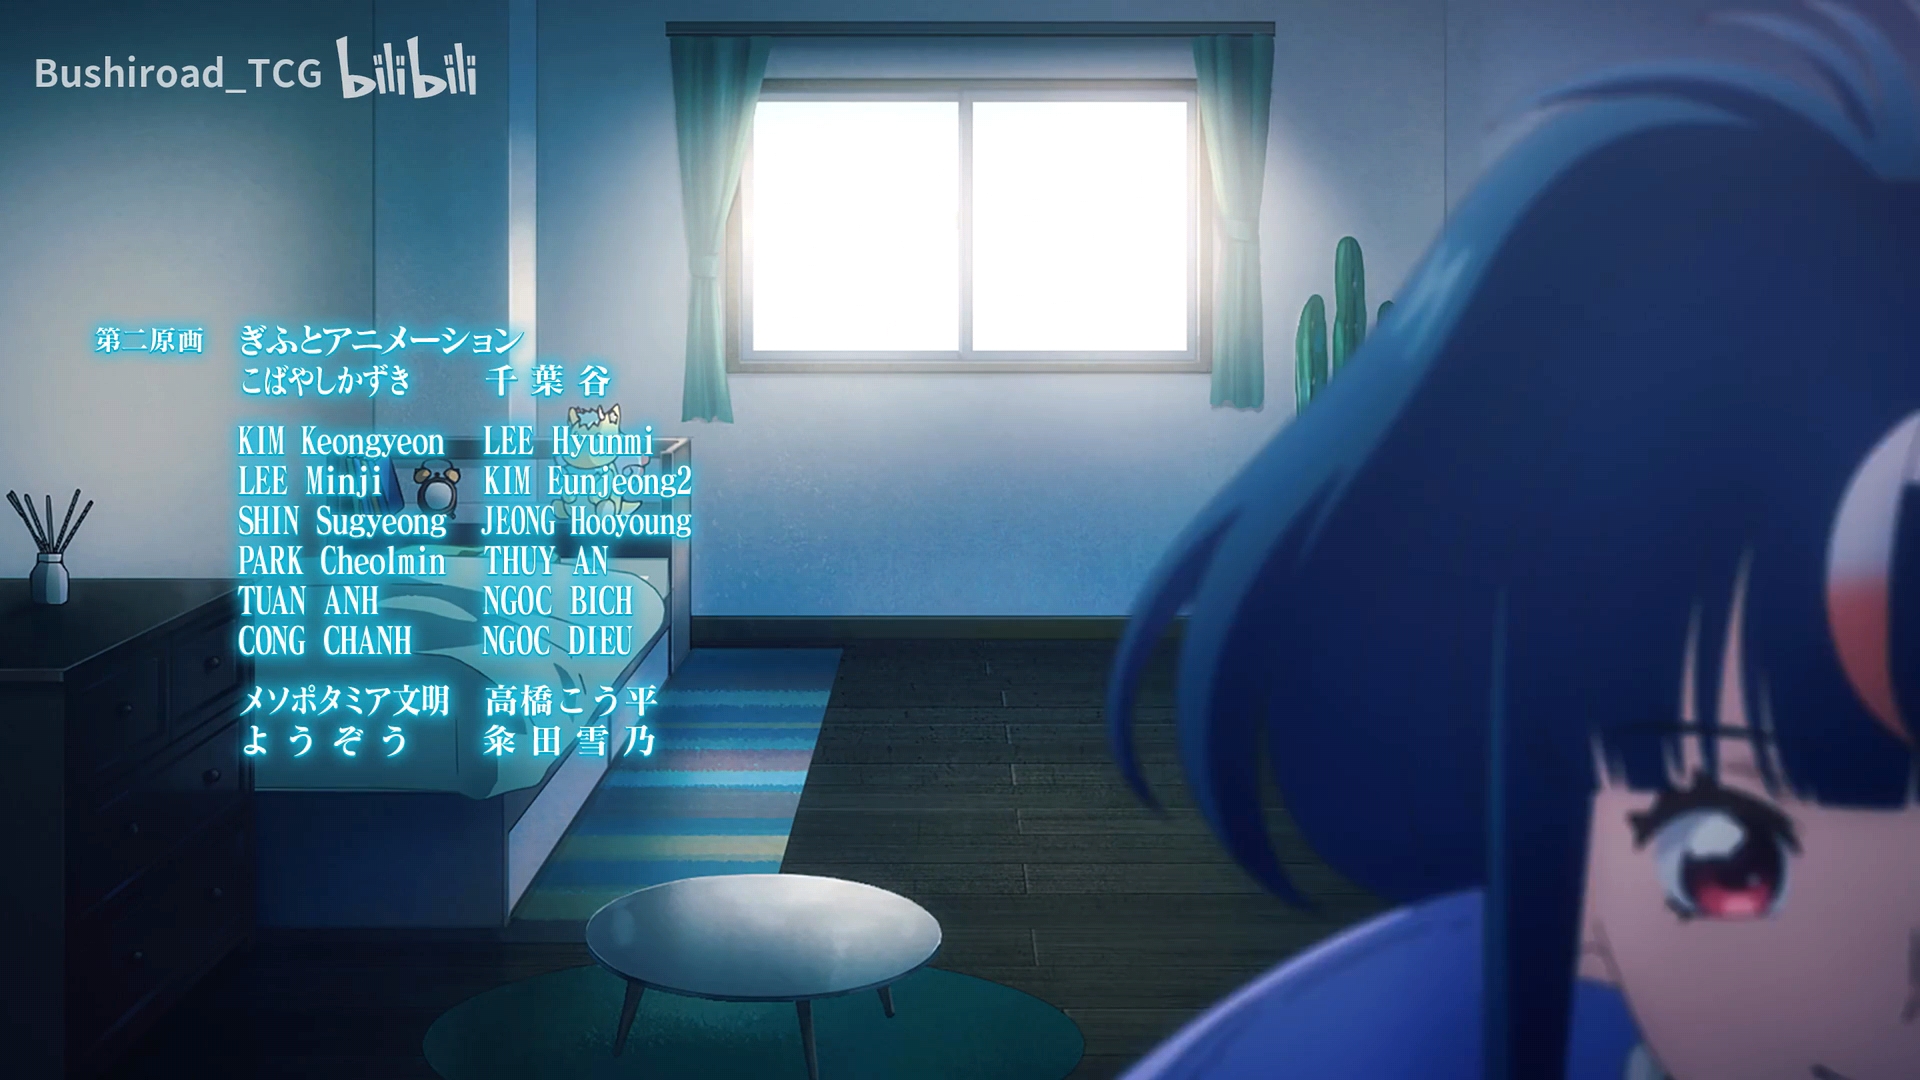 Bushiroad_TCG bilibili
第二原画 ぎふとアニメーション
こばやしかずき 千葉谷
KIM Keongyeon LEE Hyunmi
LEE Minji KIM Eunjeong2
SHIN Sugyeong JEONG Hooyoung
PARK Cheolmin THUY AN
TUAN ANH NGOC BICH
CONG CHANH NGOC DIEU
メソポタミア文明 高橋こう平
ようぞう 粂田雪乃